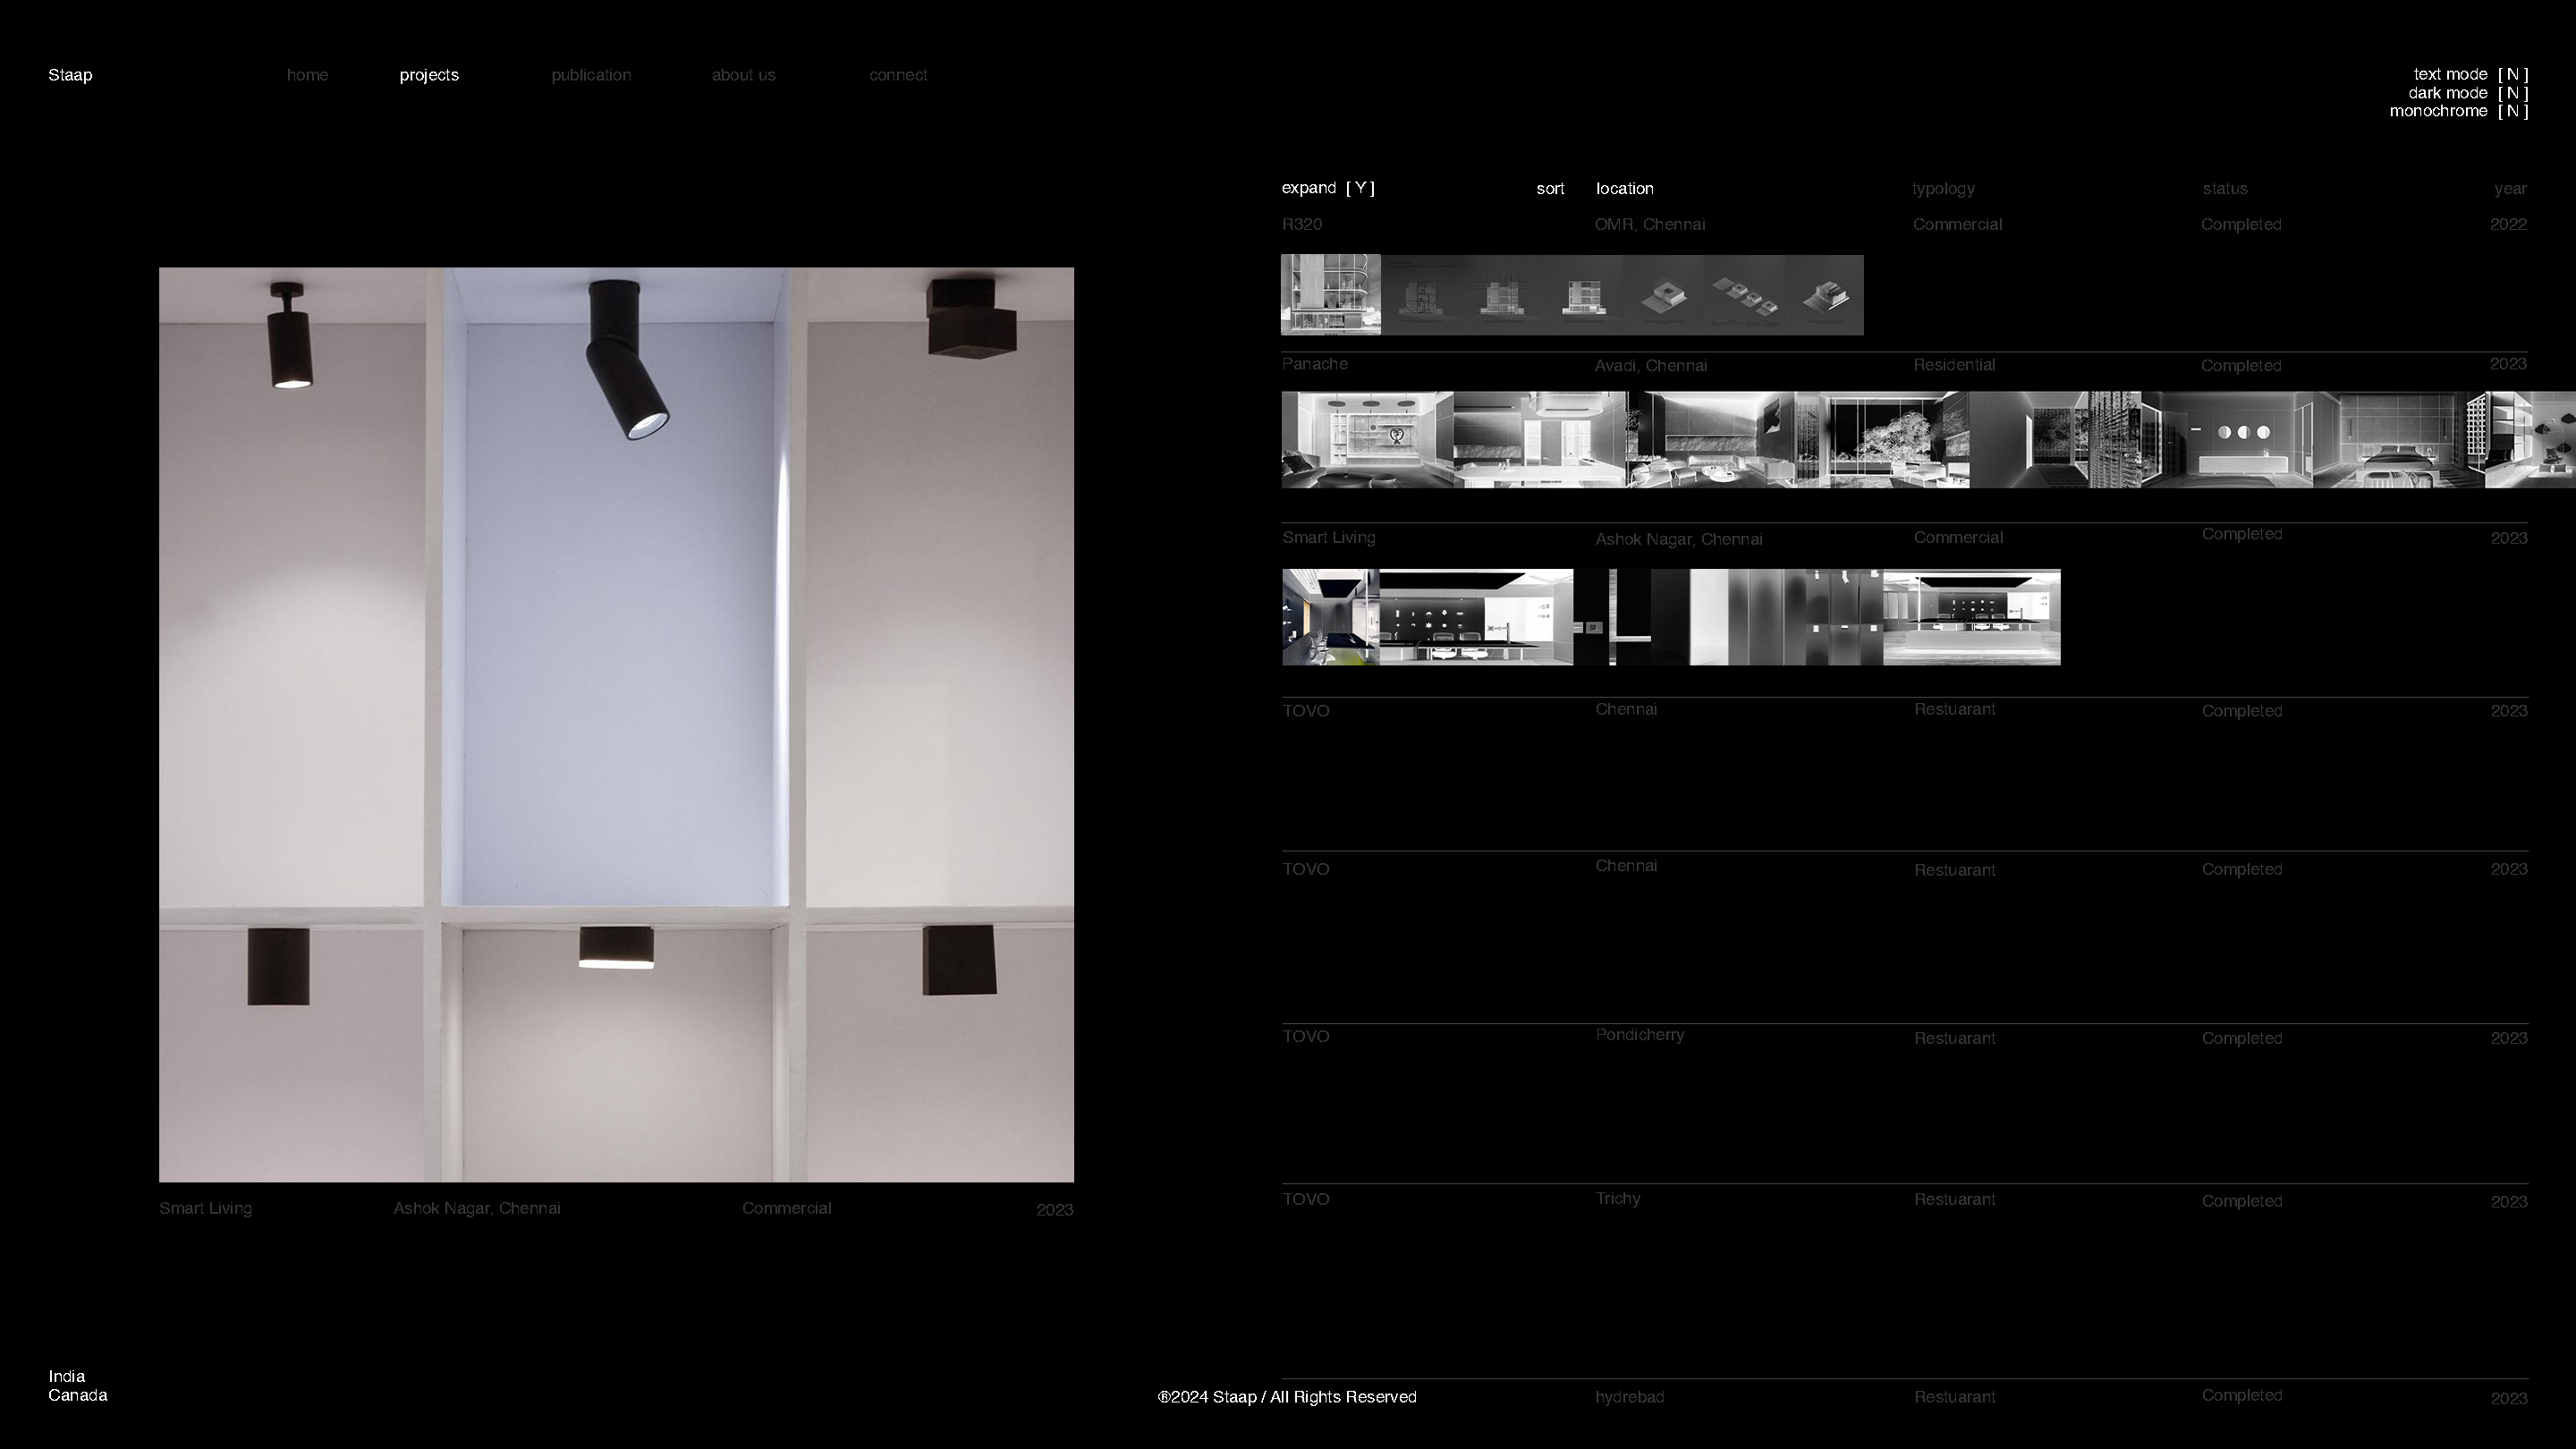 Staap home projects publication about us connect
text mode [ N ]
dark mode [ N ]
monochrome [ N ]
expand [ Y ] sort location typology status year
R320 OMR, Chennai Commercial Completed 2022
Panache Avadi, Chennai Residential Completed 2023
Smart Living Ashok Nagar, Chennai Commercial Completed 2023
TOVO Chennai Restuarant Completed 2023
TOVO Chennai Restuarant Completed 2023
TOVO Pondicherry Restuarant Completed 2023
TOVO Trichy Restuarant Completed 2023
Smart Living Ashok Nagar, Chennai Commercial 2023
India
Canada
®2024 Staap / All Rights Reserved
hydrebad Restuarant Completed 2023